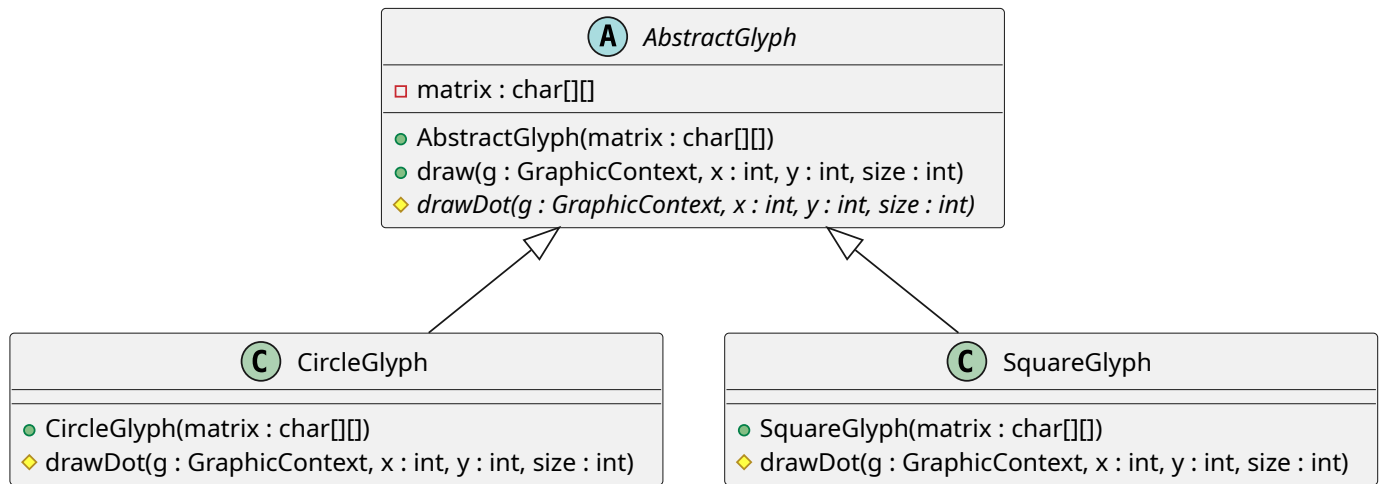 A AbstractGlyph
matrix : char[][]
AbstractGlyph(matrix : char[][])
draw(g : GraphicContext, x : int, y : int, size : int)
drawDot(g : GraphicContext, x : int, y : int, size : int)
C CircleGlyph
CircleGlyph(matrix : char[][])
drawDot(g : GraphicContext, x : int, y : int, size : int)
C SquareGlyph
SquareGlyph(matrix : char[][])
drawDot(g : GraphicContext, x : int, y : int, size : int)